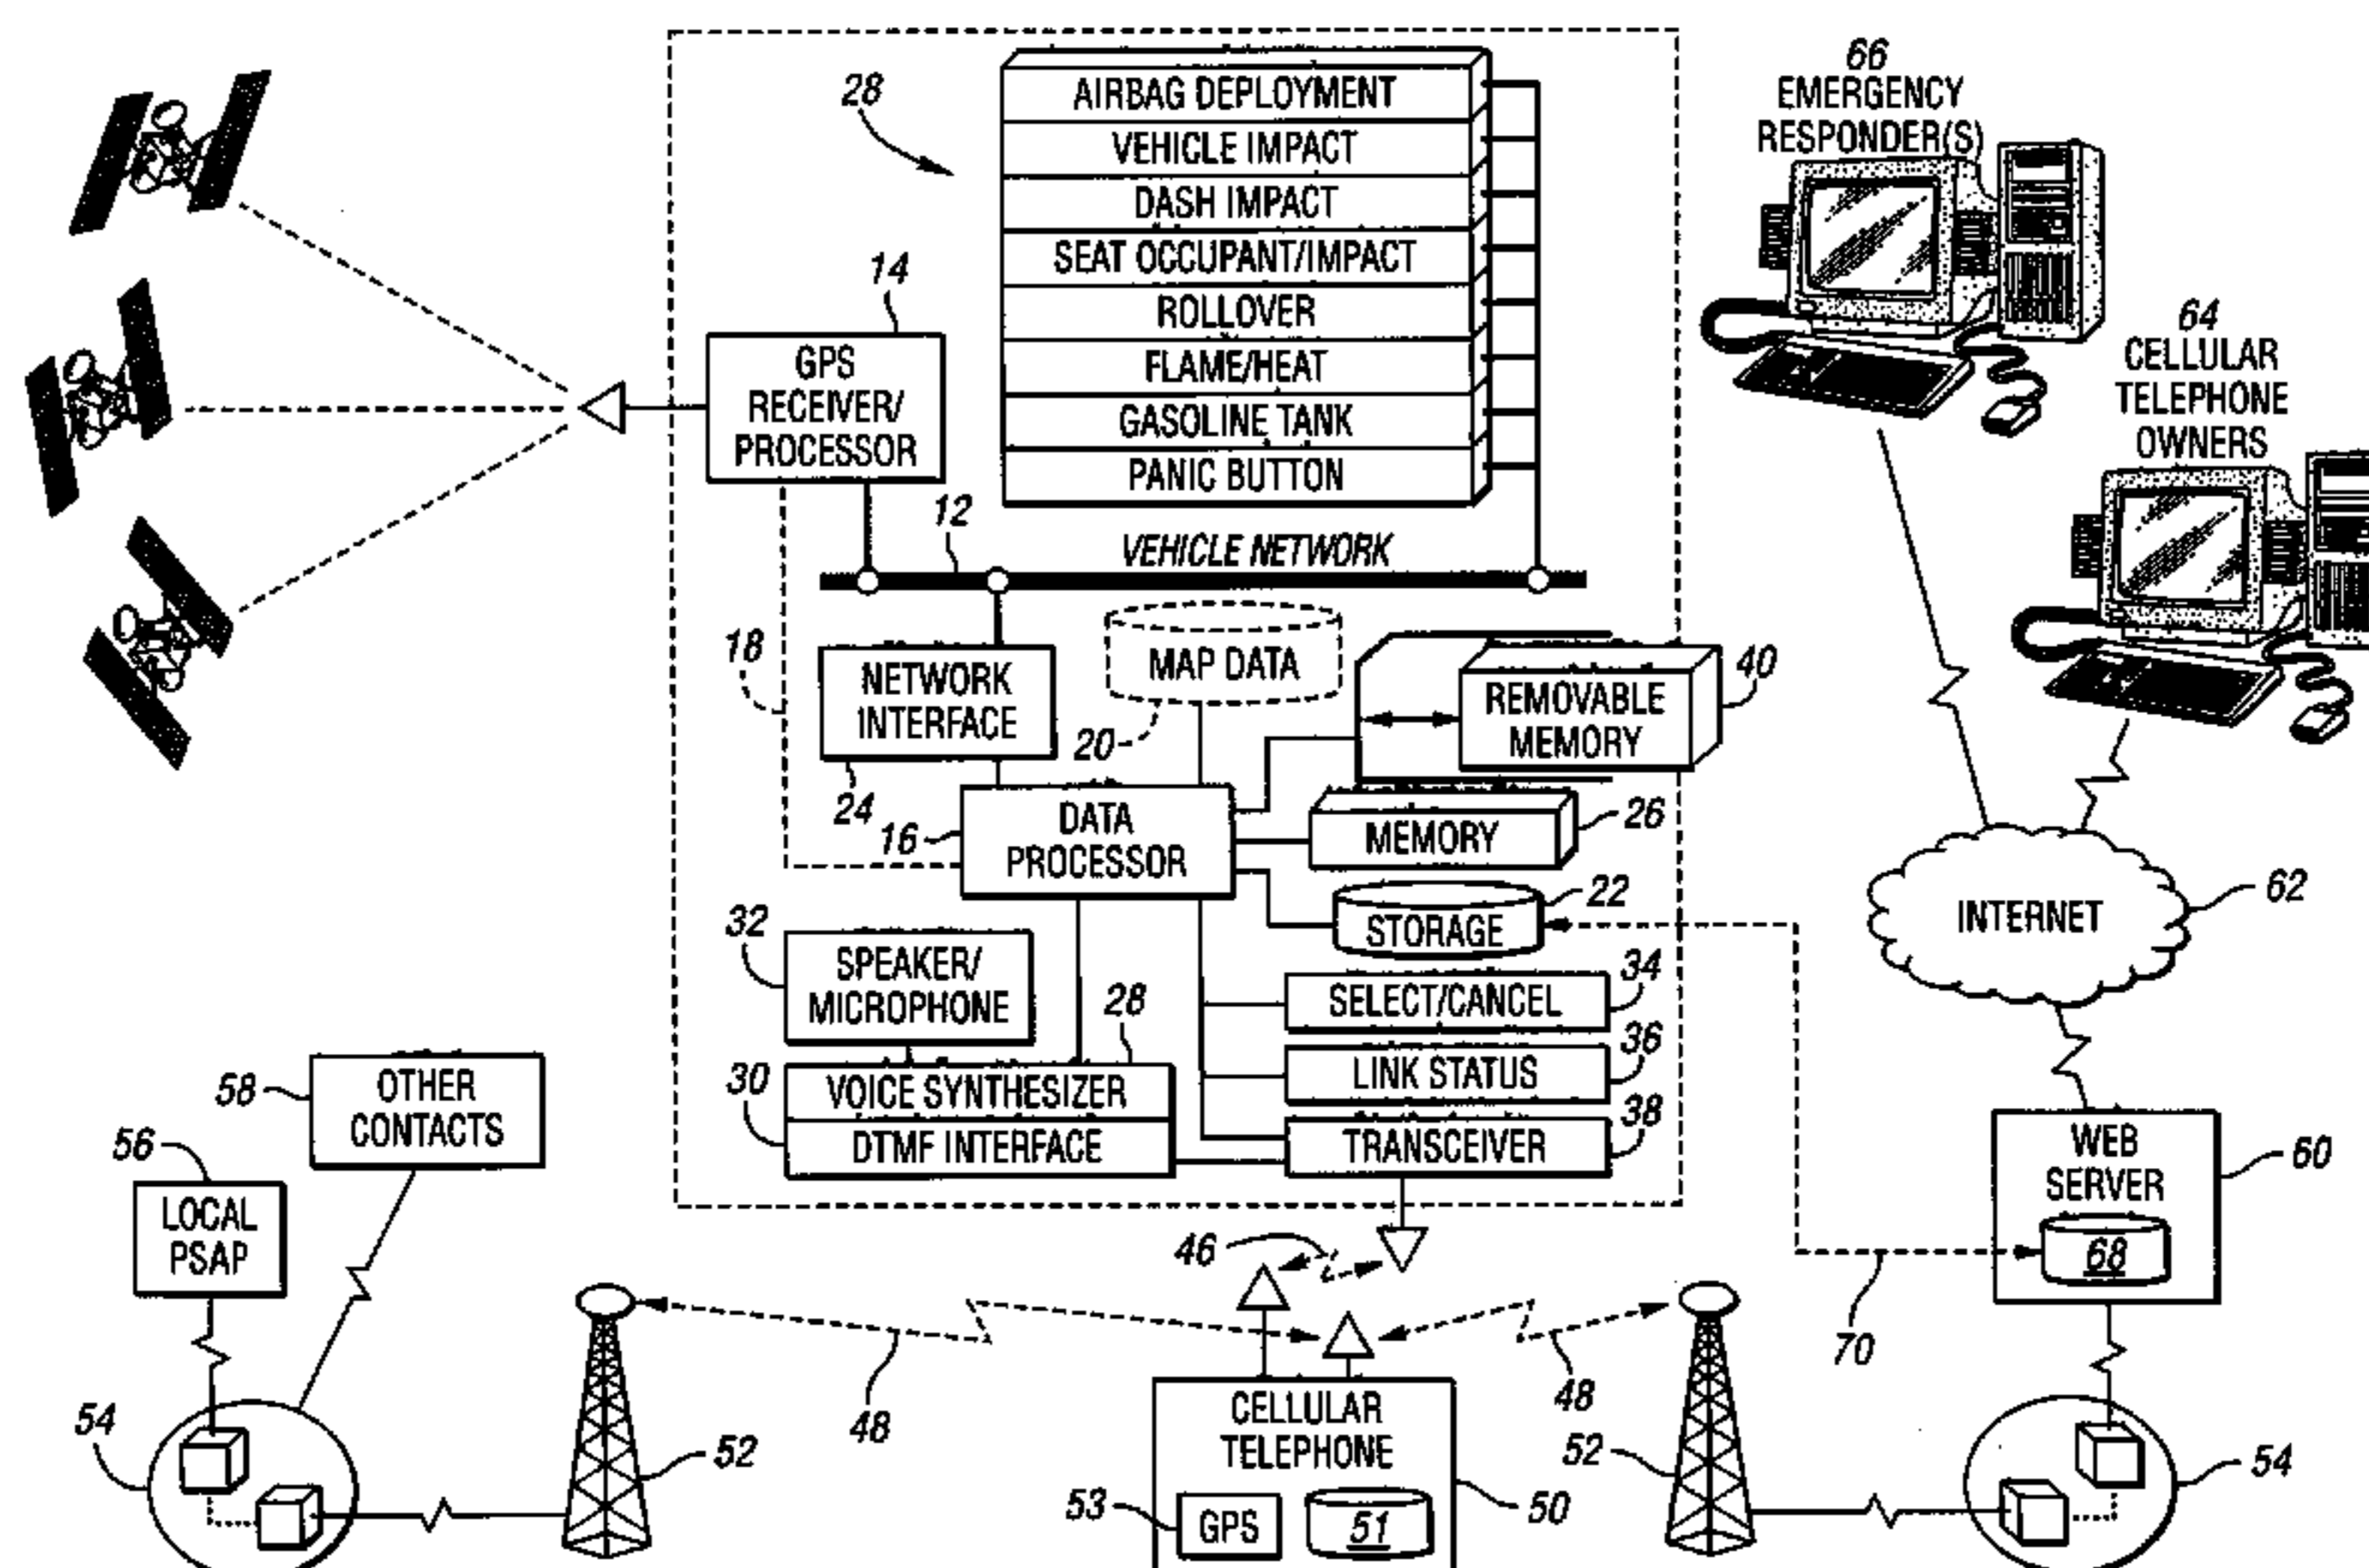 28
AIRBAG DEPLOYMENT
VEHICLE IMPACT
DASH IMPACT
SEAT OCCUPANT/IMPACT
ROLLOVER
FLAME/HEAT
GASOLINE TANK
PANIC BUTTON
66
EMERGENCY
RESPONDER(S)
64
CELLULAR
TELEPHONE
OWNERS
14
GPS
RECEIVER/
PROCESSOR
12
VEHICLE NETWORK
18
NETWORK
INTERFACE
24
MAP DATA
20
REMOVABLE
MEMORY
40
16
DATA
PROCESSOR
MEMORY
26
22
STORAGE
INTERNET
62
32
SPEAKER/
MICROPHONE
28
34
SELECT/CANCEL
36
LINK STATUS
30
VOICE SYNTHESIZER
DTMF INTERFACE
38
TRANSCEIVER
58
OTHER
CONTACTS
56
LOCAL
PSAP
WEB
SERVER
60
68
46
70
48
48
54
52
CELLULAR
TELEPHONE
50
53
GPS
51
52
54